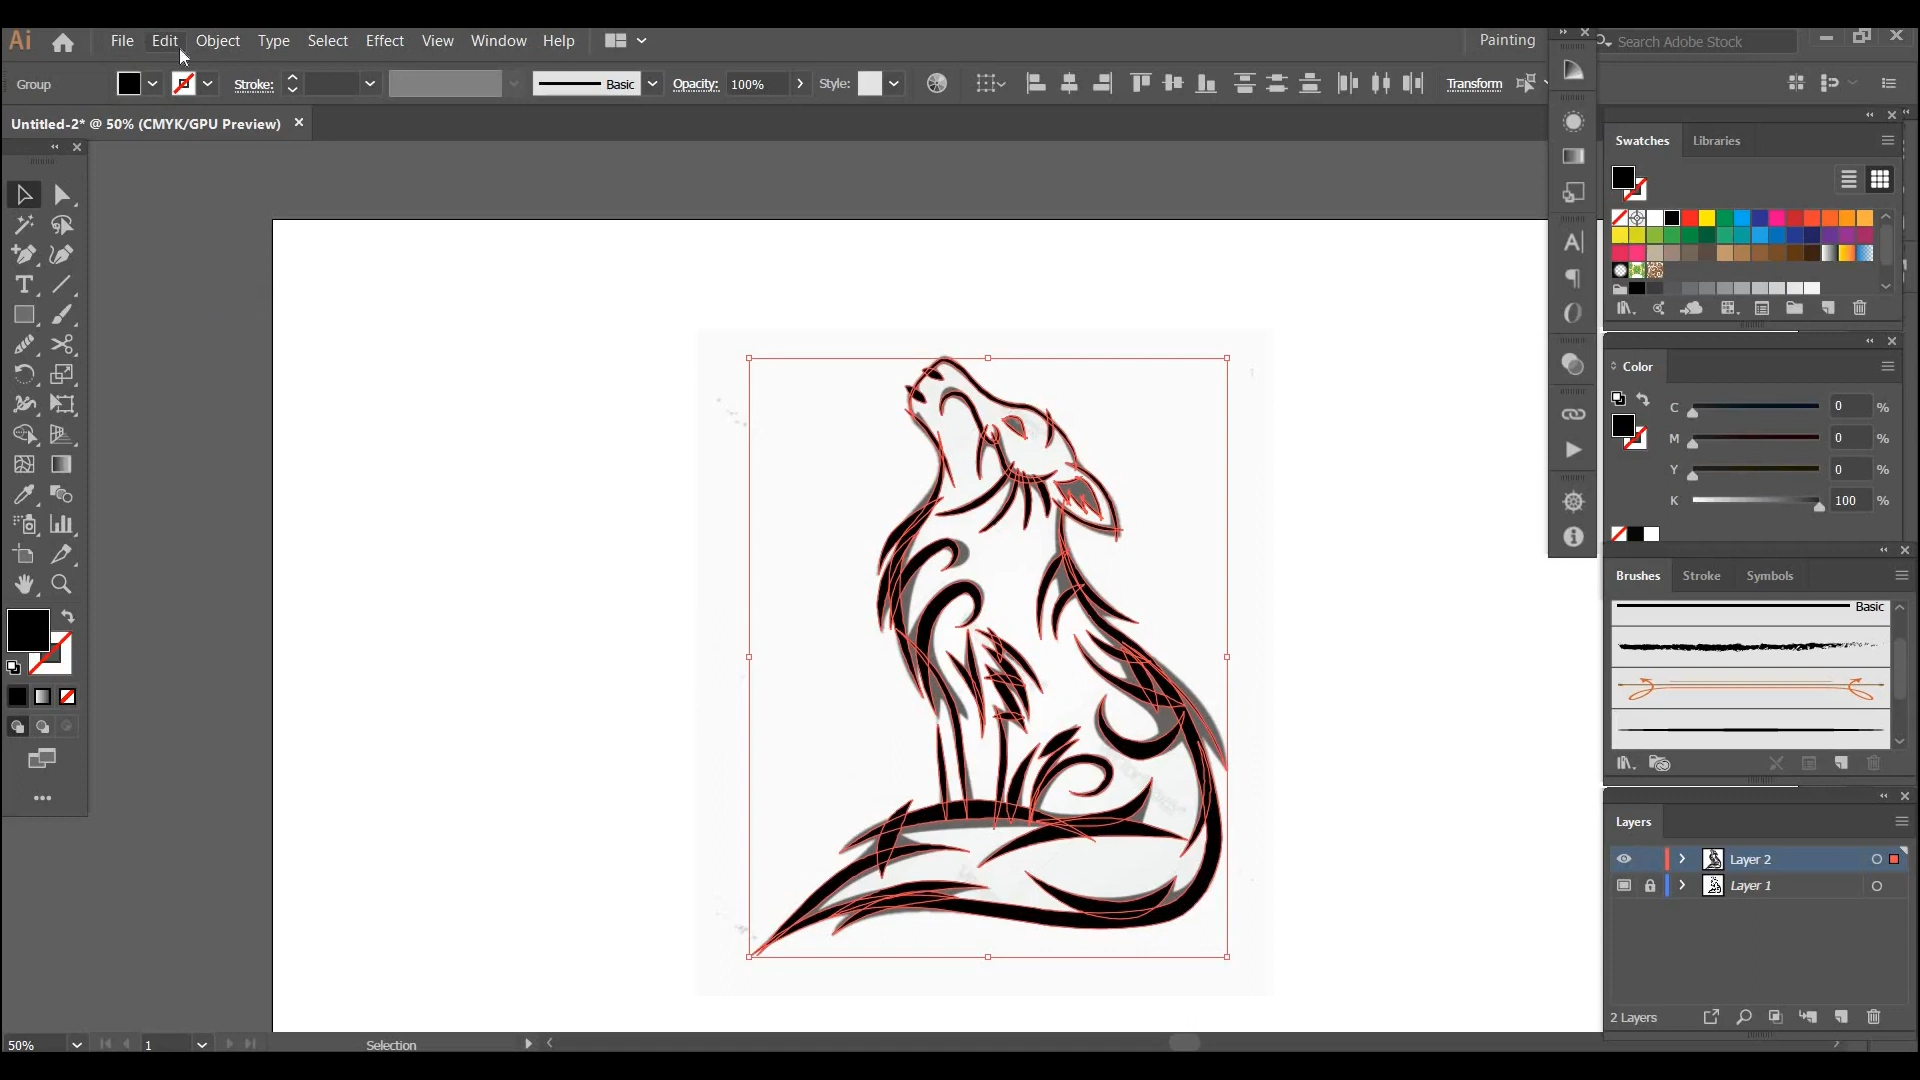 Ai File Edit Object Type Select Effect View Window Help Painting Search Adobe Stock
Group Stroke: Basic Opacity: 100% Style: Transform
Untitled-2* @ 50% (CMYK/GPU Preview)
Swatches Libraries
Color
C 0 %
M 0 %
Y 0 %
K 100 %
Brushes Stroke Symbols
Basic
Layers
Layer 2
Layer 1
2 Layers
50% 1 Selection